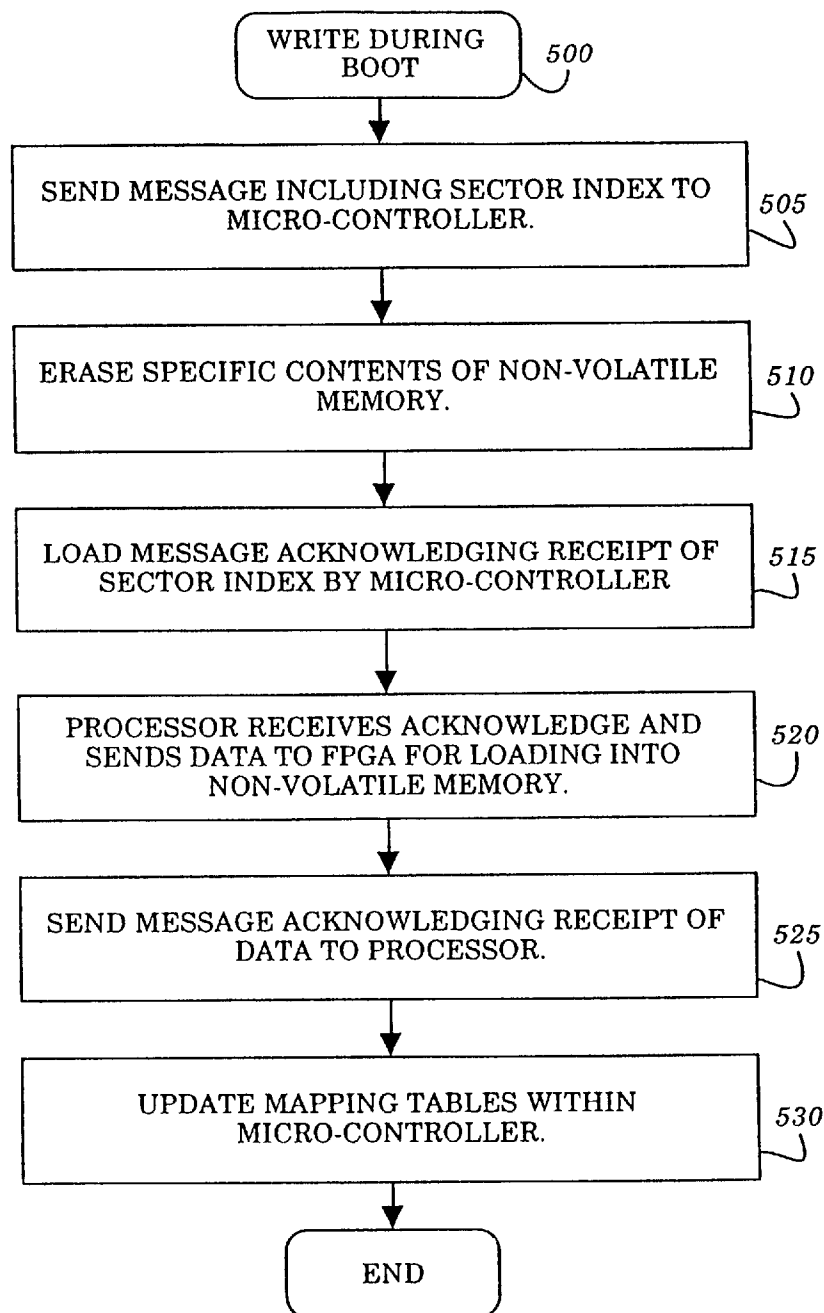 WRITE DURING
BOOT
500
SEND MESSAGE INCLUDING SECTOR INDEX TO
MICRO-CONTROLLER.
505
ERASE SPECIFIC CONTENTS OF NON-VOLATILE
MEMORY.
510
LOAD MESSAGE ACKNOWLEDGING RECEIPT OF
SECTOR INDEX BY MICRO-CONTROLLER
515
PROCESSOR RECEIVES ACKNOWLEDGE AND
SENDS DATA TO FPGA FOR LOADING INTO
NON-VOLATILE MEMORY.
520
SEND MESSAGE ACKNOWLEDGING RECEIPT OF
DATA TO PROCESSOR.
525
UPDATE MAPPING TABLES WITHIN
MICRO-CONTROLLER.
530
END